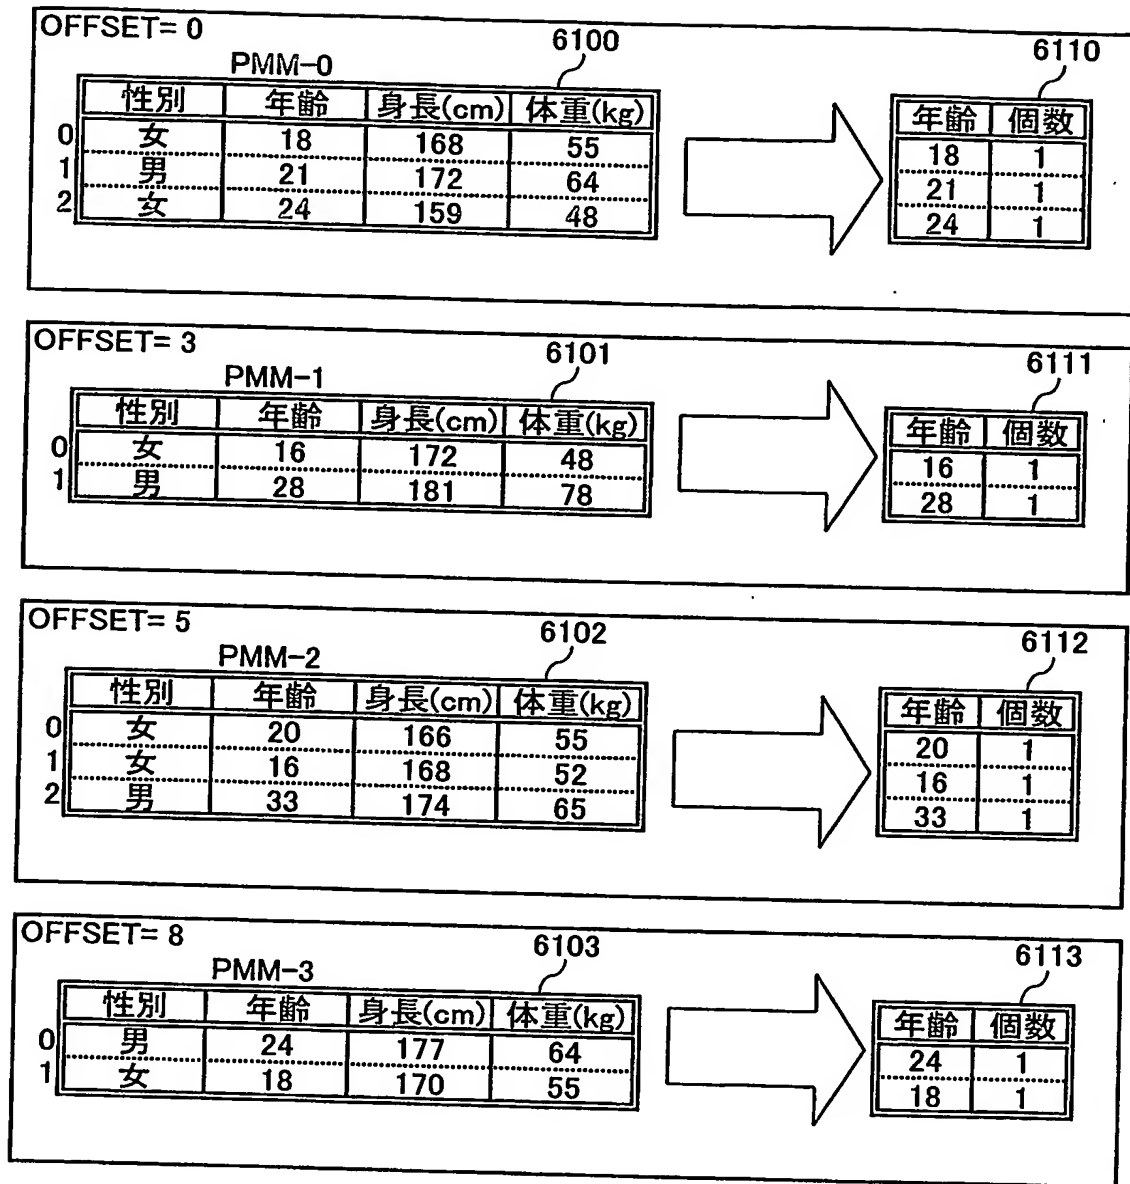 OFFSET= 0
6100
6110
PMM-0
性別 年齢 身長(cm) 体重(kg)
0 女 18 168 55
1 男 21 172 64
2 女 24 159 48
年齢 個数
18 1
21 1
24 1
OFFSET= 3
6101
6111
PMM-1
性別 年齢 身長(cm) 体重(kg)
0 女 16 172 48
1 男 28 181 78
年齢 個数
16 1
28 1
OFFSET= 5
6102
6112
PMM-2
性別 年齢 身長(cm) 体重(kg)
0 女 20 166 55
1 女 16 168 52
2 男 33 174 65
年齢 個数
20 1
16 1
33 1
OFFSET= 8
6103
6113
PMM-3
性別 年齢 身長(cm) 体重(kg)
0 男 24 177 64
1 女 18 170 55
年齢 個数
24 1
18 1